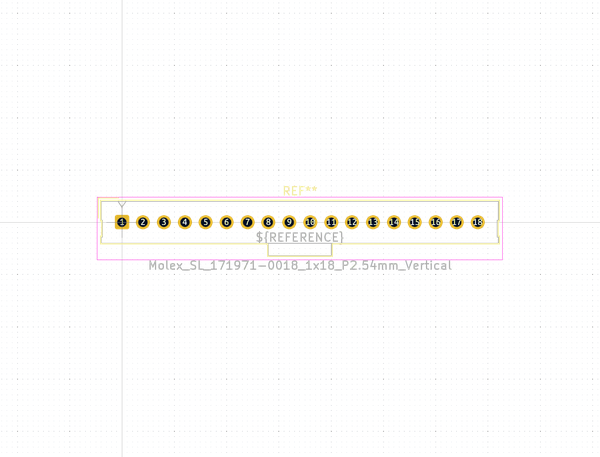 REF**
1 2 3 4 5 6 7 8 9 10 11 12 13 14 15 16 17 18
${REFERENCE}
Molex_SL_171971-0018_1x18_P2.54mm_Vertical